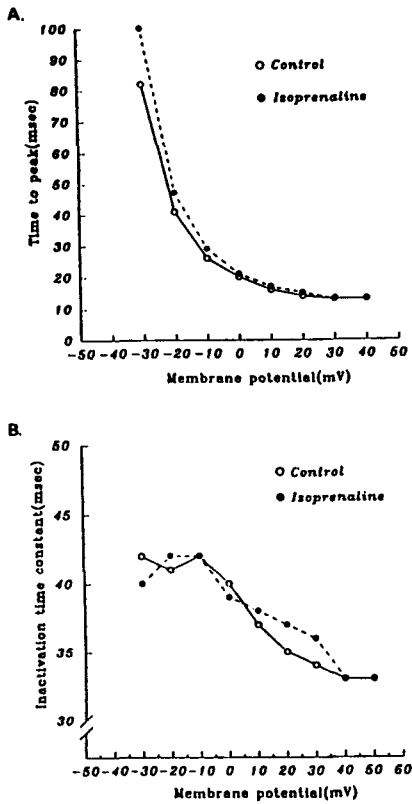 A.
100
90
80
70
60
50
40
30
20
10
0
Time to peak(msec)
Control
Isoprenaline
-50 -40 -30 -20 -10 0 10 20 30 40 50
Membrane potential(mV)
B.
50
45
40
35
30
Inactivation time constant(msec)
Control
Isoprenaline
-50 -40 -30 -20 -10 0 10 20 30 40 50 60
Membrane potential(mV)